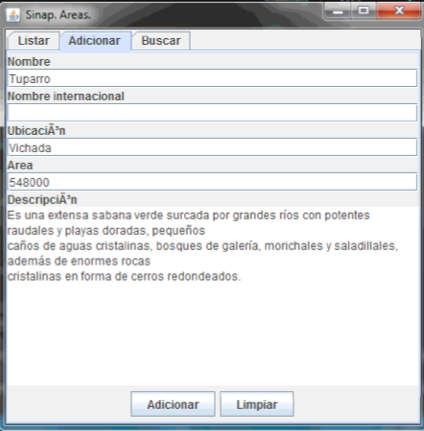 Sinap. Areas.
Listar Adicionar Buscar
Nombre
Tuparro
Nombre internacional
UbicaciÃ³n
Vichada
Area
548000
DescripciÃ³n
Es una extensa sabana verde surcada por grandes ríos con potentes
raudales y playas doradas, pequeños
caños de aguas cristalinas, bosques de galería, morichales y saladillales,
además de enormes rocas
cristalinas en forma de cerros redondeados.
Adicionar Limpiar